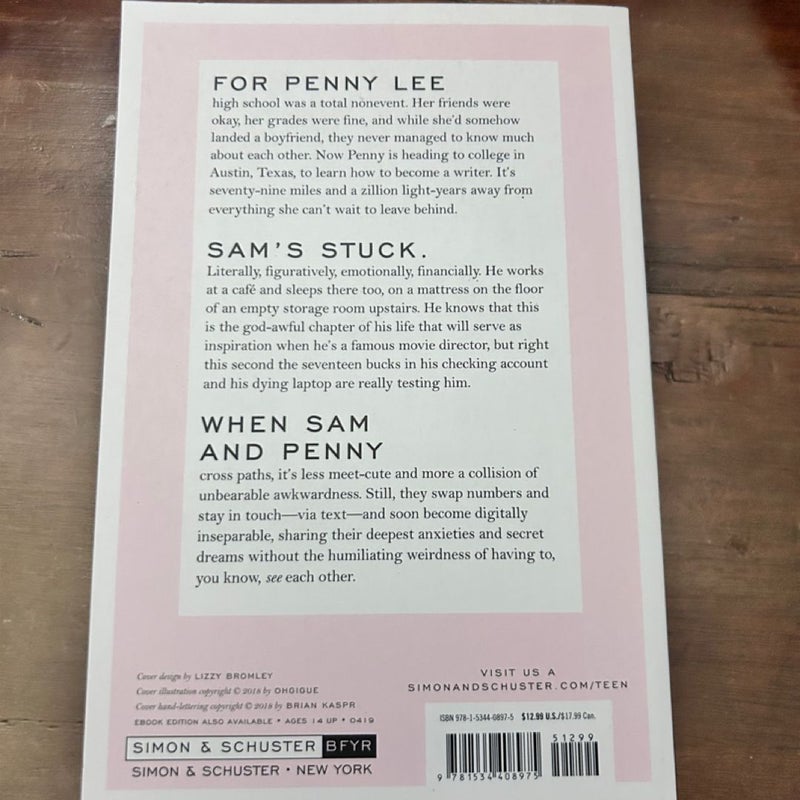 FOR PENNY LEE
high school was a total nonevent. Her friends were
okay, her grades were fine, and while she'd somehow
landed a boyfriend, they never managed to know much
about each other. Now Penny is heading to college in
Austin, Texas, to learn how to become a writer. It's
seventy-nine miles and a zillion light-years away from
everything she can't wait to leave behind.
SAM'S STUCK.
Literally, figuratively, emotionally, financially. He works
at a café and sleeps there too, on a mattress on the floor
of an empty storage room upstairs. He knows that this
is the god-awful chapter of his life that will serve as
inspiration when he's a famous movie director, but right
this second the seventeen bucks in his checking account
and his dying laptop are really testing him.
WHEN SAM
AND PENNY
cross paths, it's less meet-cute and more a collision of
unbearable awkwardness. Still, they swap numbers and
stay in touch—via text—and soon become digitally
inseparable, sharing their deepest anxieties and secret
dreams without the humiliating weirdness of having to,
you know, see each other.
Cover design by LIZZY BROMLEY
Cover illustration copyright © 2018 by OHGIGUE
Cover hand-lettering copyright © 2018 by BRIAN KASPR
EBOOK EDITION ALSO AVAILABLE • AGES 14 UP • 0419
SIMON & SCHUSTER BFYR
SIMON & SCHUSTER • NEW YORK
VISIT US A
SIMONANDSCHUSTER.COM/TEEN
ISBN 978-1-5344-0897-5 $12.99 U.S./$17.99 Can.
51299
9 781534 408975